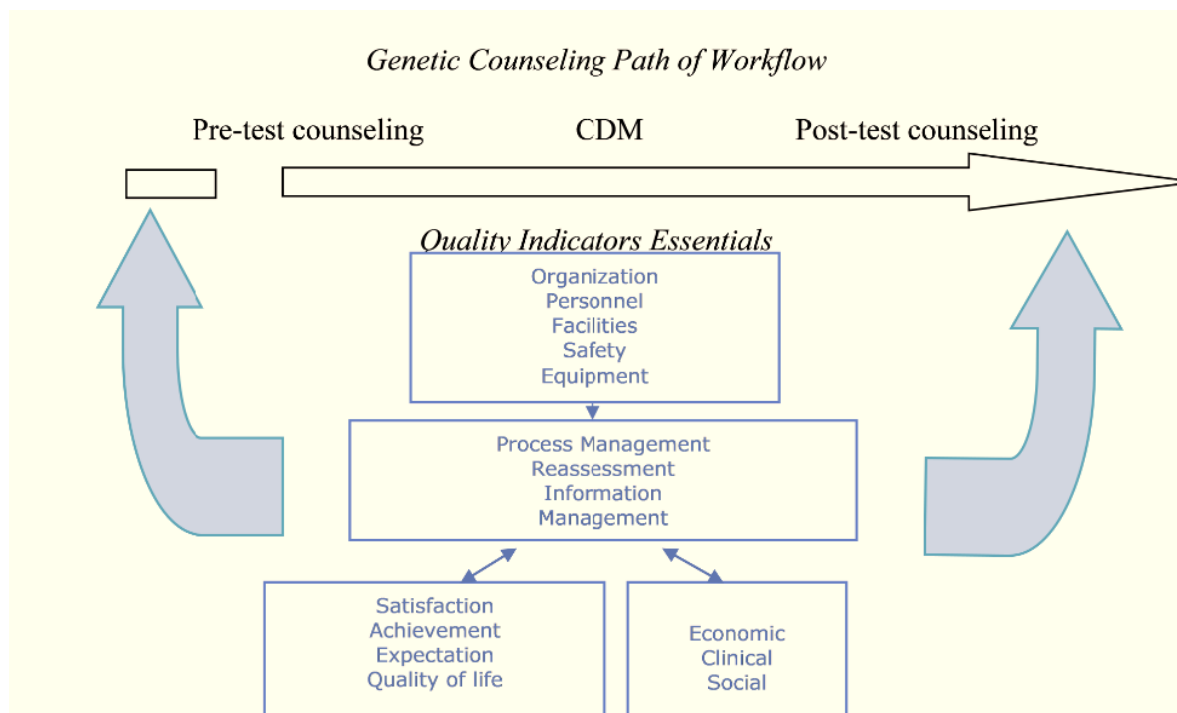 Genetic Counseling Path of Workflow
Pre-test counseling CDM Post-test counseling
Quality Indicators Essentials
Organization
Personnel
Facilities
Safety
Equipment
Process Management
Reassessment
Information
Management
Satisfaction
Achievement
Expectation
Quality of life
Economic
Clinical
Social